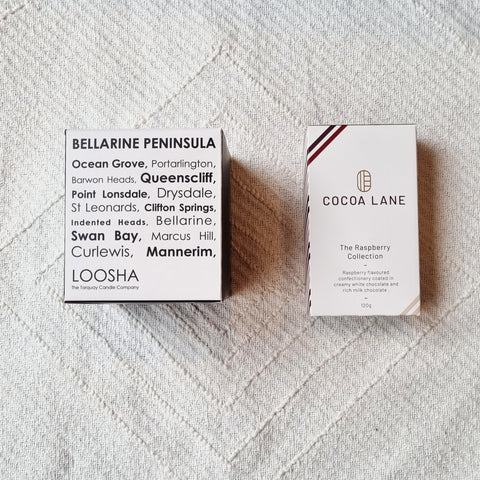 BELLARINE PENINSULA
Ocean Grove, Portarlington,
Barwon Heads, Queenscliff,
Point Lonsdale, Drysdale,
St Leonards, Clifton Springs,
Indented Heads, Bellarine,
Swan Bay, Marcus Hill,
Curlewis, Mannerim,
LOOSHA
The Torquay Candle Company
COCOA LANE
The Raspberry
Collection
Raspberry flavoured
confectionery coated in
creamy white chocolate and
rich milk chocolate
120g